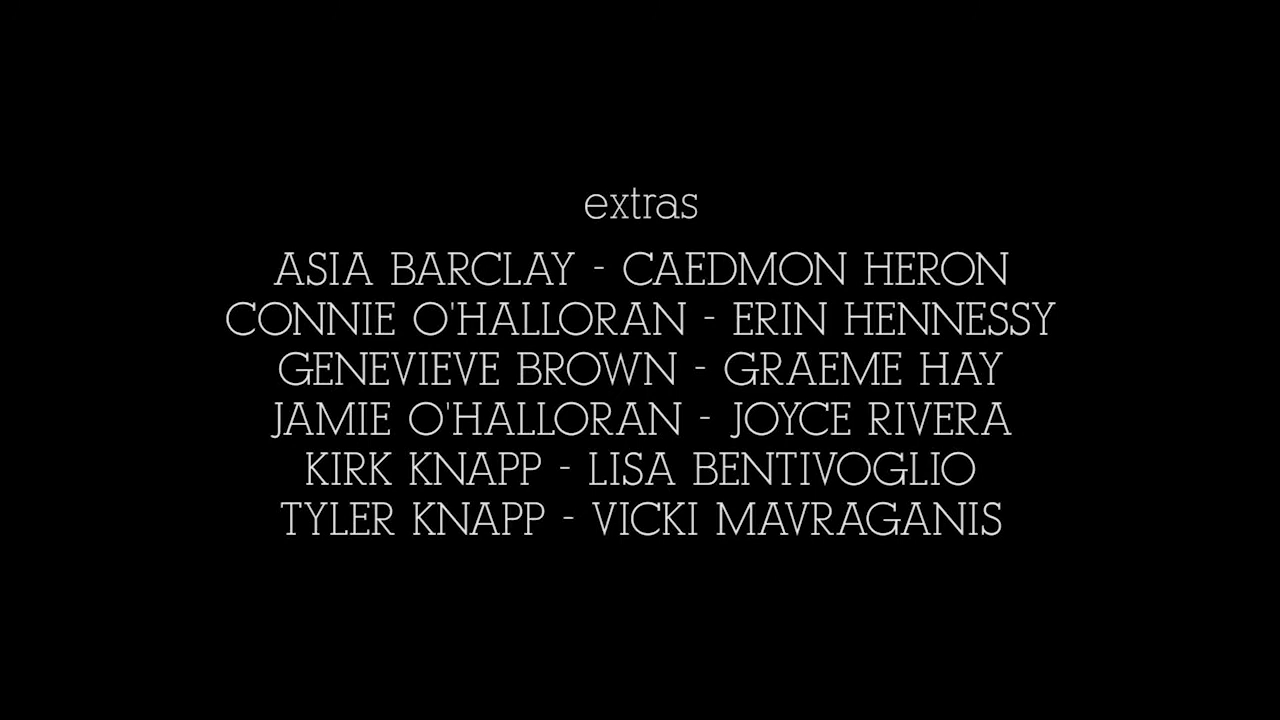 extras
ASIA BARCLAY - CAEDMON HERON
CONNIE O'HALLORAN - ERIN HENNESSY
GENEVIEVE BROWN - GRAEME HAY
JAMIE O'HALLORAN - JOYCE RIVERA
KIRK KNAPP - LISA BENTIVOGLIO
TYLER KNAPP - VICKI MAVRAGANIS